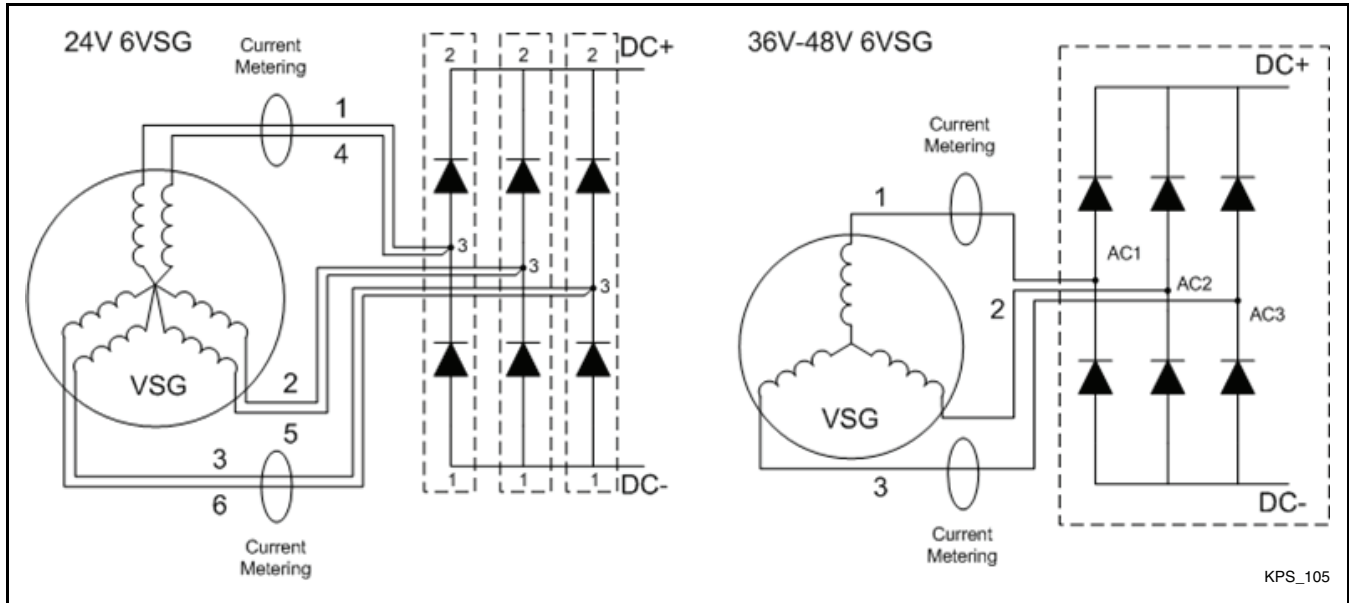 24V 6VSG
Current
Metering
1
4
2 2 2
DC+
3
3
3
VSG
2
5
3
6
Current
Metering
1 1 1
DC-
36V-48V 6VSG
DC+
Current
Metering
1
AC1
2
AC2
AC3
VSG
3
Current
Metering
DC-
KPS_105